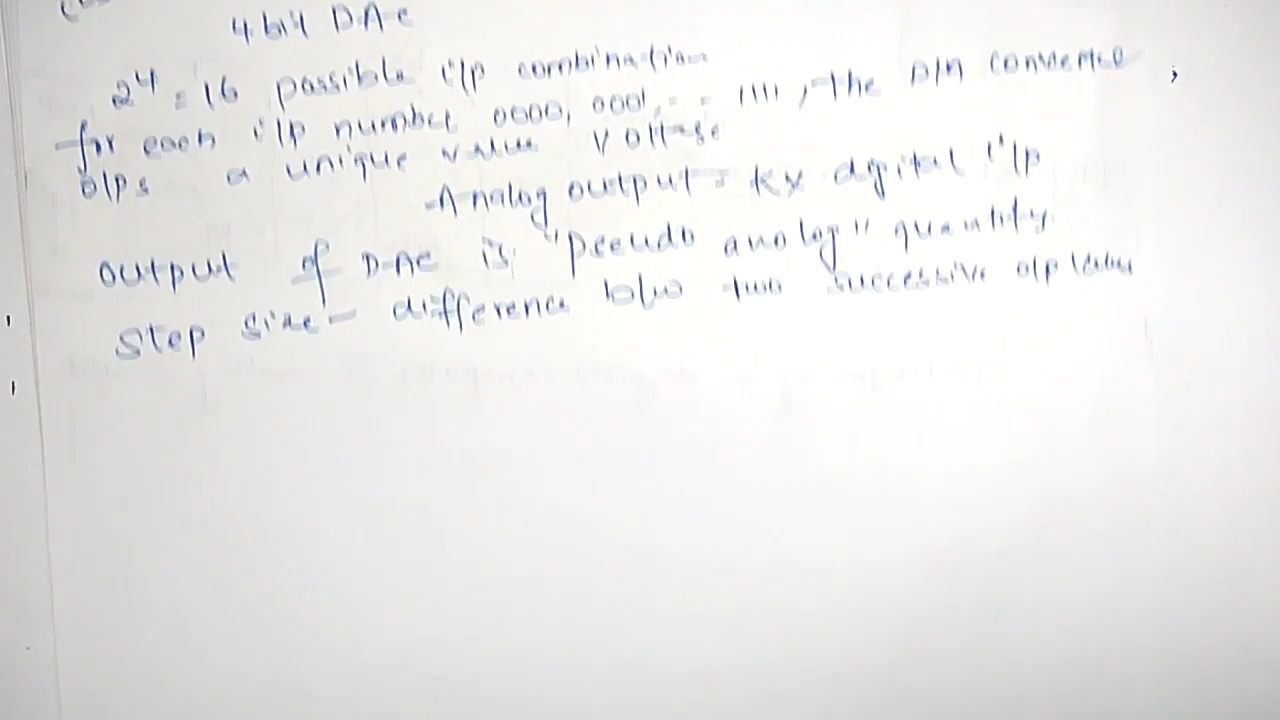 4 bit DAC
2⁴ = 16 possible i/p combination
for each i/p number 0000, 0001, - - 1111, the D/A converter
o/ps a unique value voltage
Analog output = K x digital i/p
output of DAC is "pseudo analog" quantity
step size - difference b/w two successive o/p